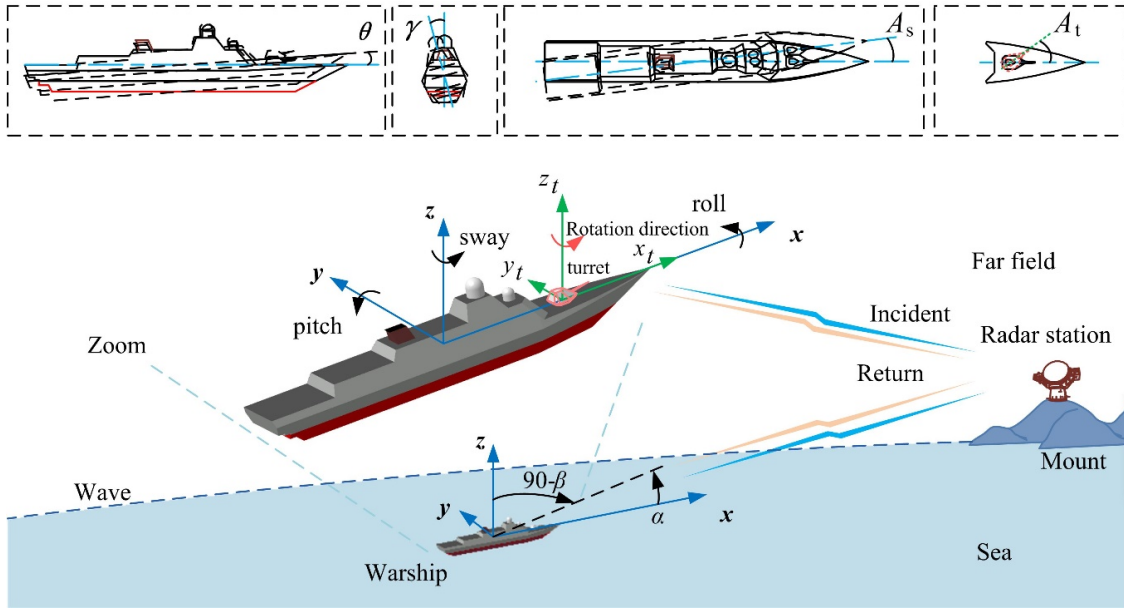 θ
γ
A_s
A_t
z_t
roll
z
Rotation direction
x
sway
x_t
y_t
turret
y
Far field
pitch
Incident
Zoom
Radar station
Return
z
Mount
90-β
Wave
y
α
x
Sea
Warship